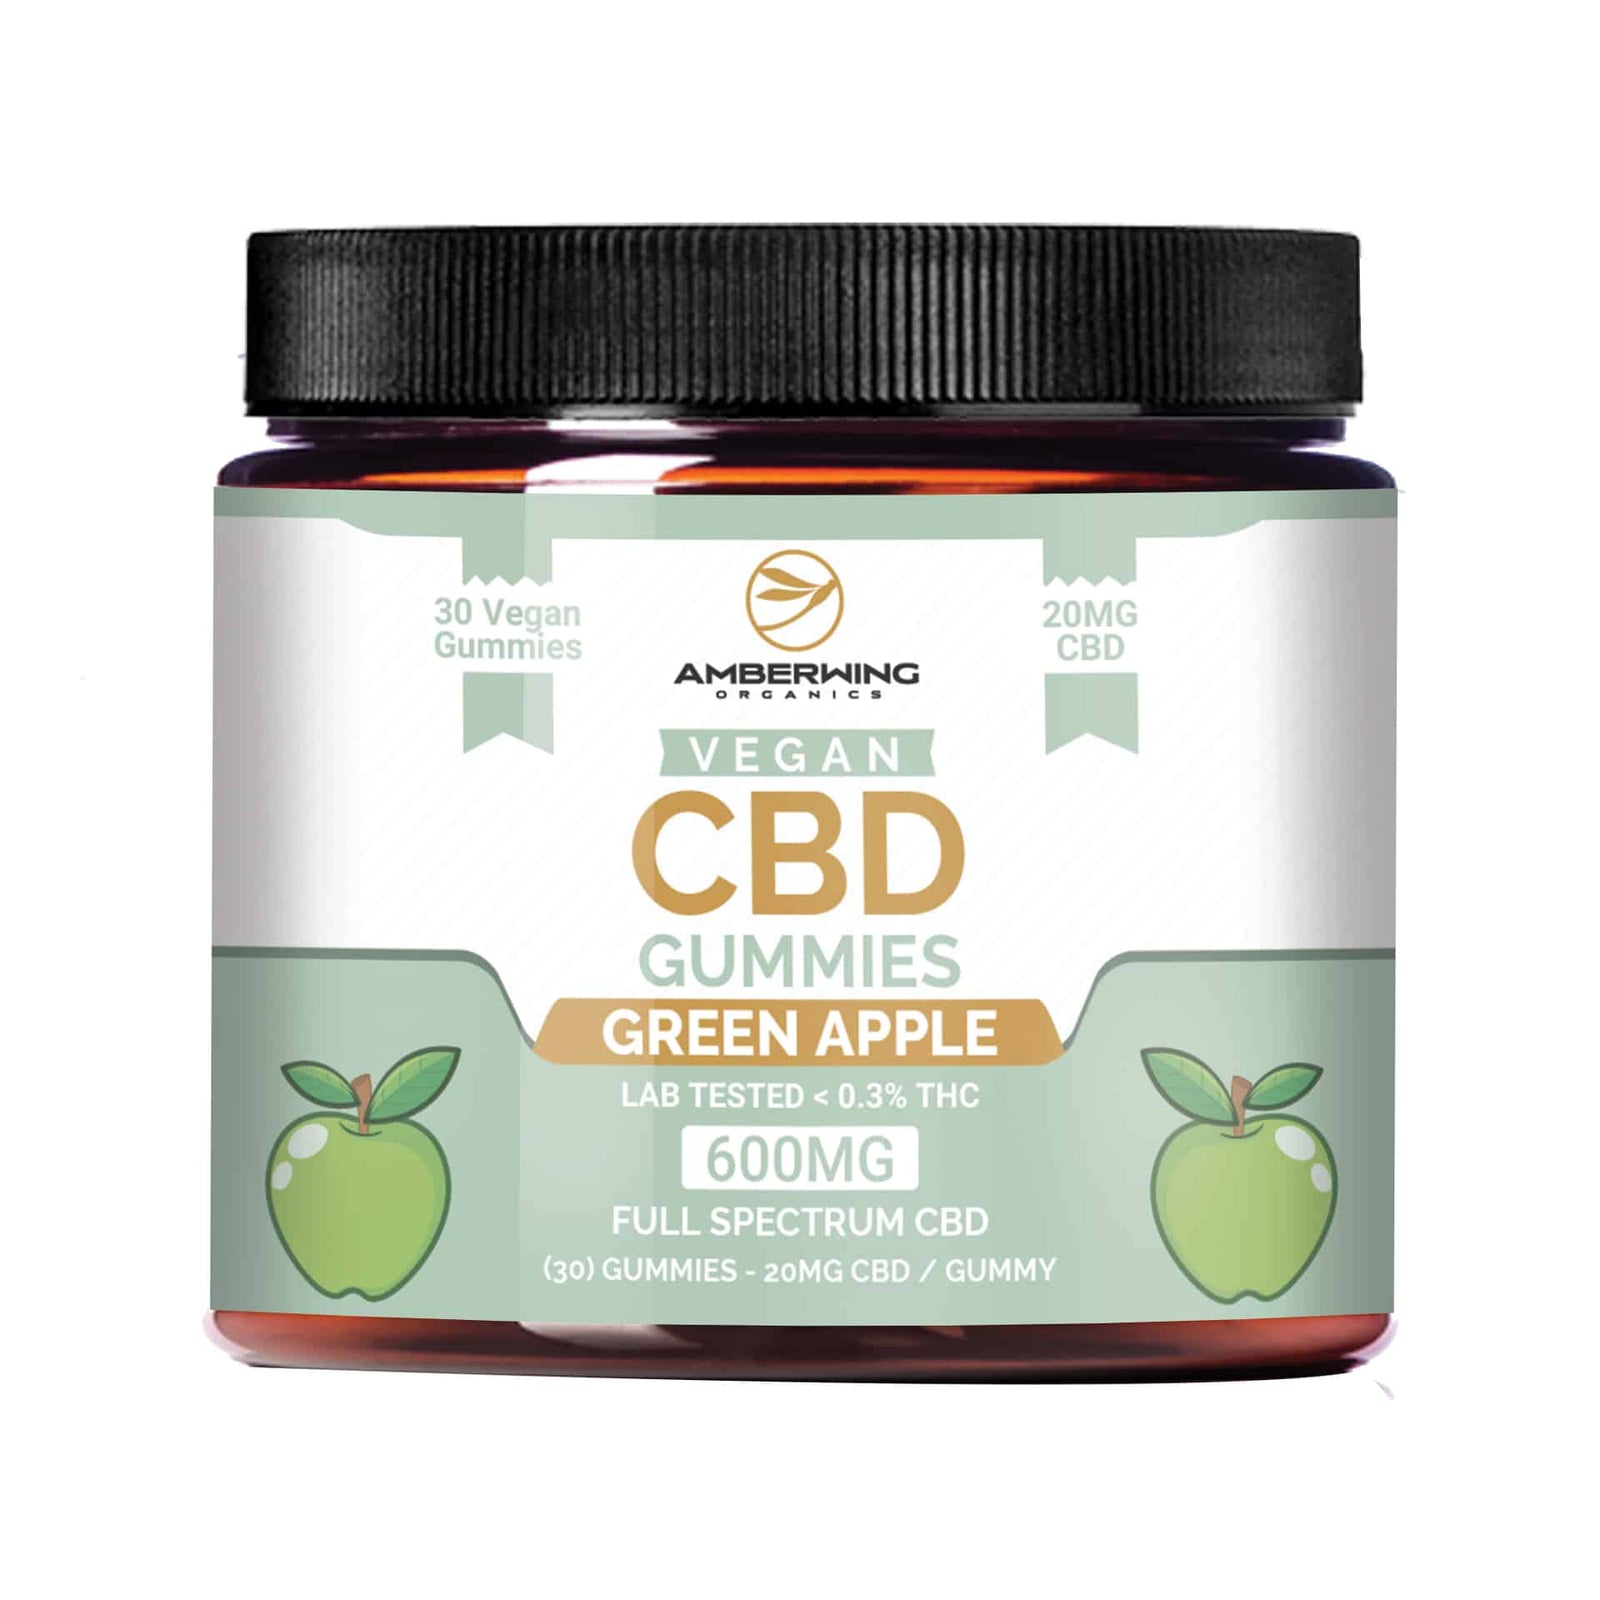 30 Vegan
Gummies
AMBERWING
ORGANICS
20MG
CBD
VEGAN
CBD
GUMMIES
GREEN APPLE
LAB TESTED < 0.3% THC
600MG
FULL SPECTRUM CBD
(30) GUMMIES - 20MG CBD / GUMMY